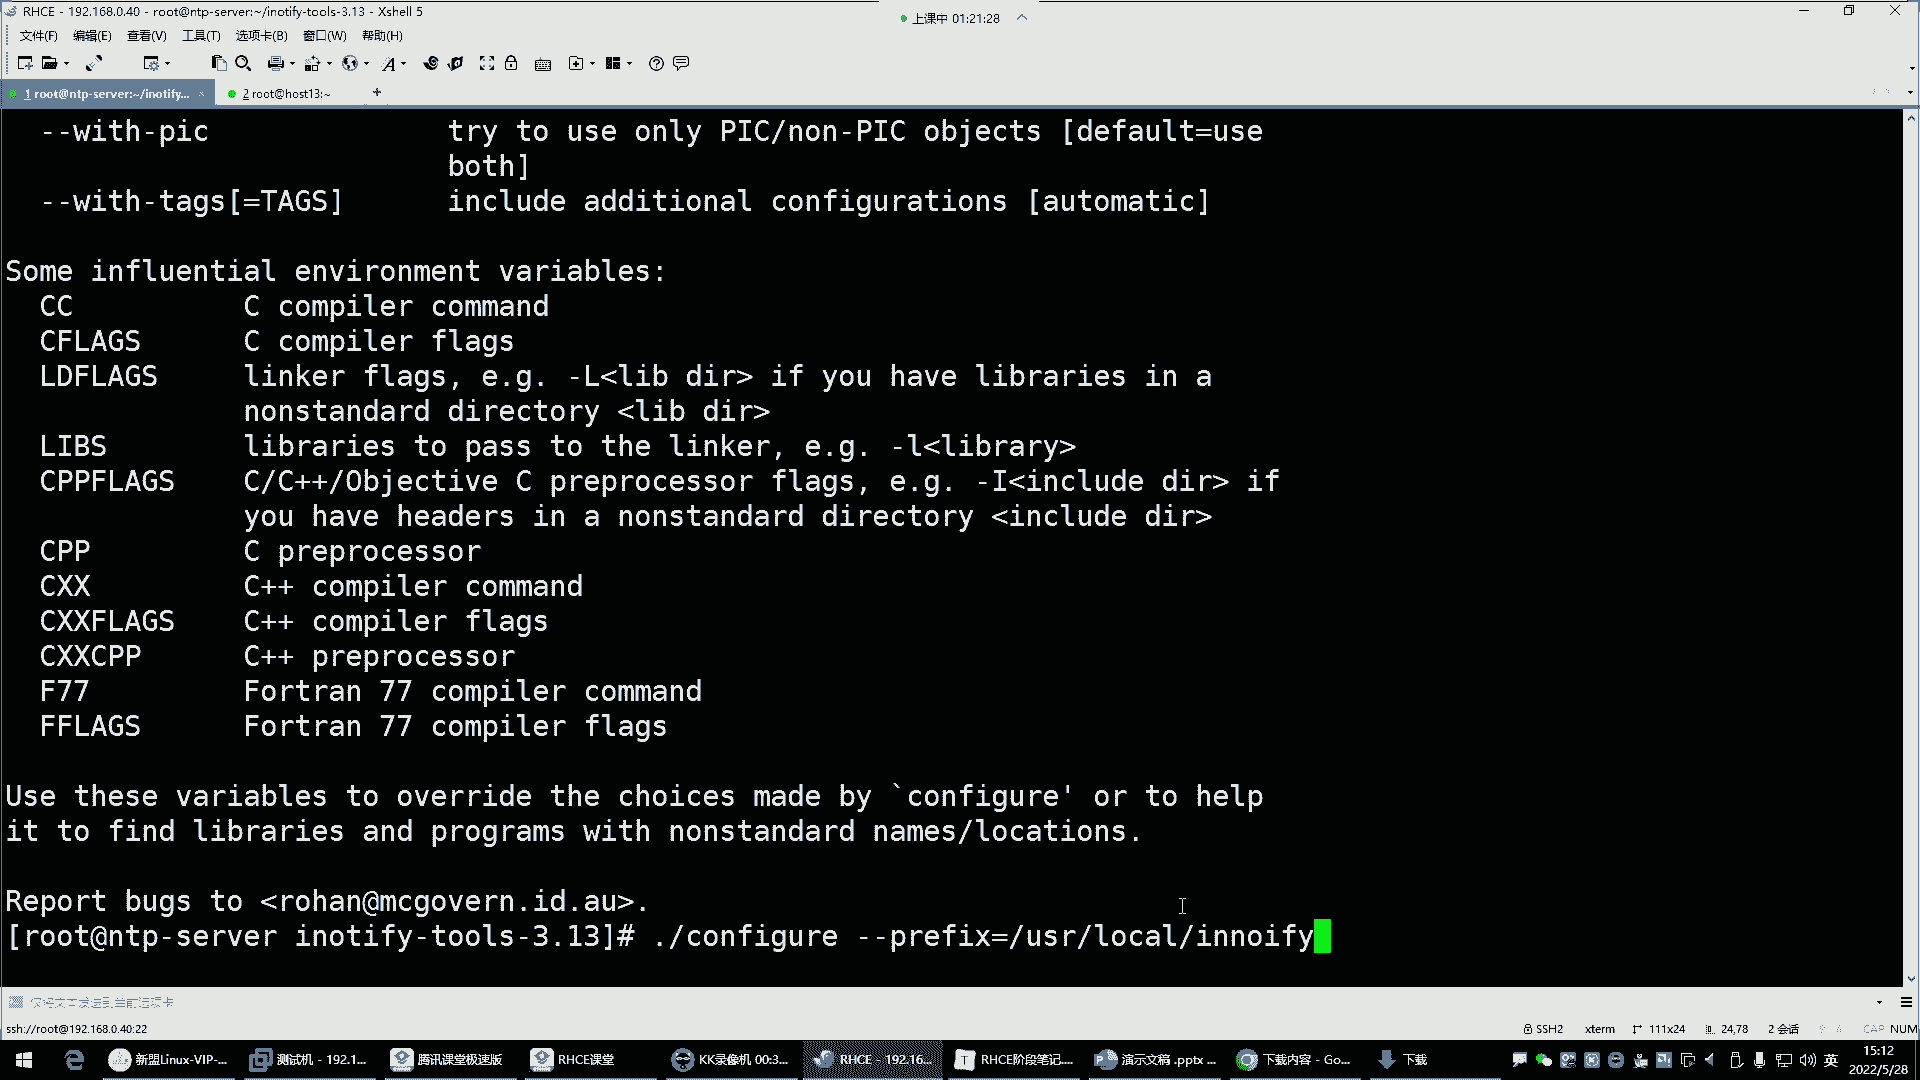 RHCE - 192.168.0.40 - root@ntp-server:~/inotify-tools-3.13 - Xshell 5
上课中 01:21:28
文件(F) 编辑(E) 查看(V) 工具(T) 选项卡(B) 窗口(W) 帮助(H)
1 root@ntp-server:~/inotify... × 2 root@host13:~ +
--with-pic try to use only PIC/non-PIC objects [default=use
both]
--with-tags[=TAGS] include additional configurations [automatic]
Some influential environment variables:
CC C compiler command
CFLAGS C compiler flags
LDFLAGS linker flags, e.g. -L<lib dir> if you have libraries in a
nonstandard directory <lib dir>
LIBS libraries to pass to the linker, e.g. -l<library>
CPPFLAGS C/C++/Objective C preprocessor flags, e.g. -I<include dir> if
you have headers in a nonstandard directory <include dir>
CPP C preprocessor
CXX C++ compiler command
CXXFLAGS C++ compiler flags
CXXCPP C++ preprocessor
F77 Fortran 77 compiler command
FFLAGS Fortran 77 compiler flags
Use these variables to override the choices made by `configure' or to help
it to find libraries and programs with nonstandard names/locations.
Report bugs to <rohan@mcgovern.id.au>.
[root@ntp-server inotify-tools-3.13]# ./configure --prefix=/usr/local/innoify
仅将文本发送到当前选项卡
ssh://root@192.168.0.40:22 SSH2 xterm 111x24 24,78 2 会话 CAP NUM
新盟Linux-VIP-... 测试机 - 192.1... 腾讯课堂极速版 RHCE课堂 KK录像机 00:3... RHCE - 192.16... RHCE阶段笔记.... 演示文稿 .pptx ... 下载内容 - Go... 下载 英 15:12
2022/5/28